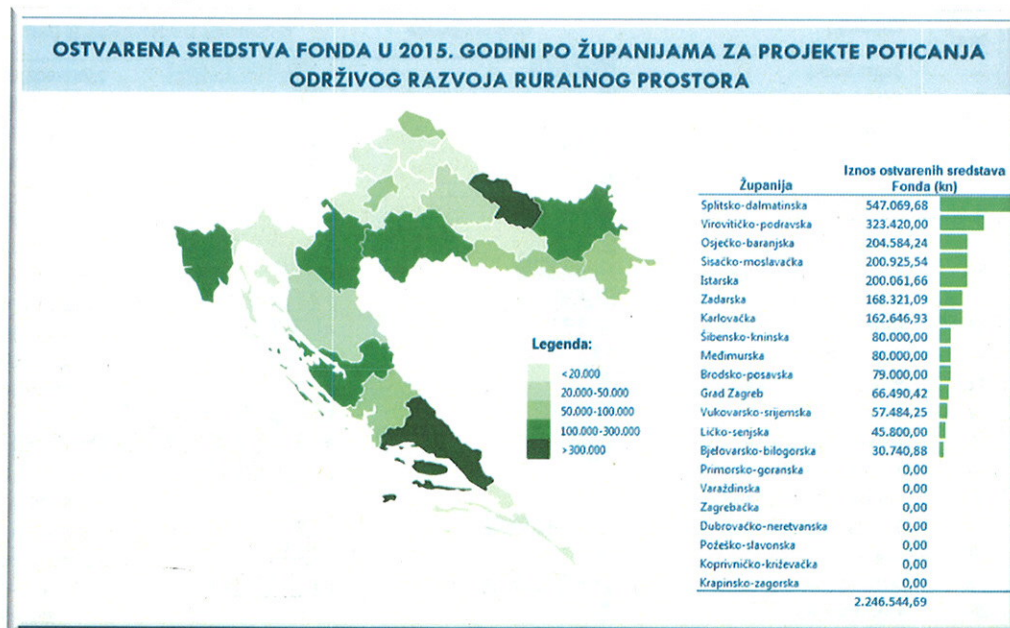 OSTVARENA SREDSTVA FONDA U 2015. GODINI PO ŽUPANIJAMA ZA PROJEKTE POTICANJA
ODRŽIVOG RAZVOJA RURALNOG PROSTORA
Legenda:
<20.000
20.000-50.000
50.000-100.000
100.000-300.000
>300.000
Županija Iznos ostvarenih sredstava
Fonda (kn)
Splitsko-dalmatinska 547.069,68
Virovitičko-podravska 323.420,00
Osječko-baranjska 204.584,24
Sisačko-moslavačka 200.925,54
Istarska 200.061,66
Zadarska 168.321,09
Karlovačka 162.646,93
Šibensko-kninska 80.000,00
Međimurska 80.000,00
Brodsko-posavska 79.000,00
Grad Zagreb 66.490,42
Vukovarsko-srijemska 57.484,25
Ličko-senjska 45.800,00
Bjelovarsko-bilogorska 30.740,88
Primorsko-goranska 0,00
Varaždinska 0,00
Zagrebačka 0,00
Dubrovačko-neretvanska 0,00
Požeško-slavonska 0,00
Koprivničko-križevačka 0,00
Krapinsko-zagorska 0,00
2.246.544,69